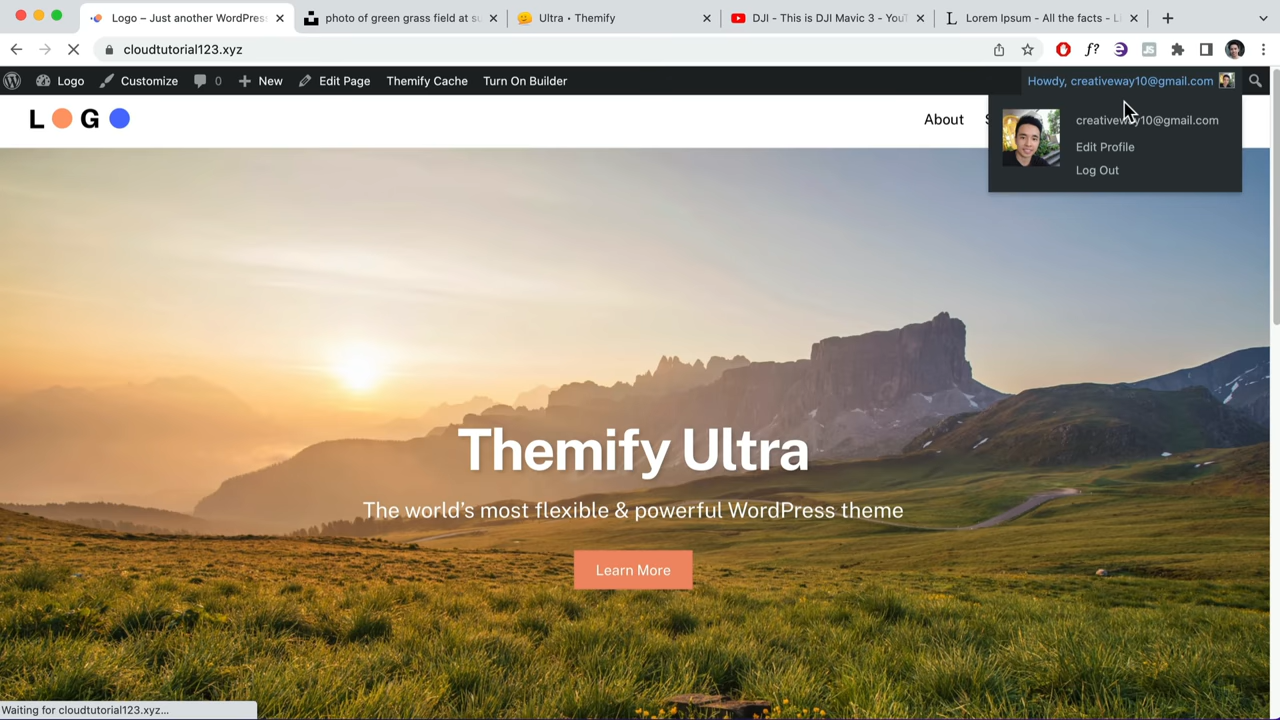 Logo – Just another WordPress
photo of green grass field at su
Ultra • Themify
DJI - This is DJI Mavic 3 - YouT
Lorem Ipsum - All the facts - Li
cloudtutorial123.xyz
Logo
Customize
0
New
Edit Page
Themify Cache
Turn On Builder
Howdy, creativeway10@gmail.com
LOGO
About
S
creativeway10@gmail.com
Edit Profile
Log Out
Themify Ultra
The world's most flexible & powerful WordPress theme
Learn More
Waiting for cloudtutorial123.xyz...